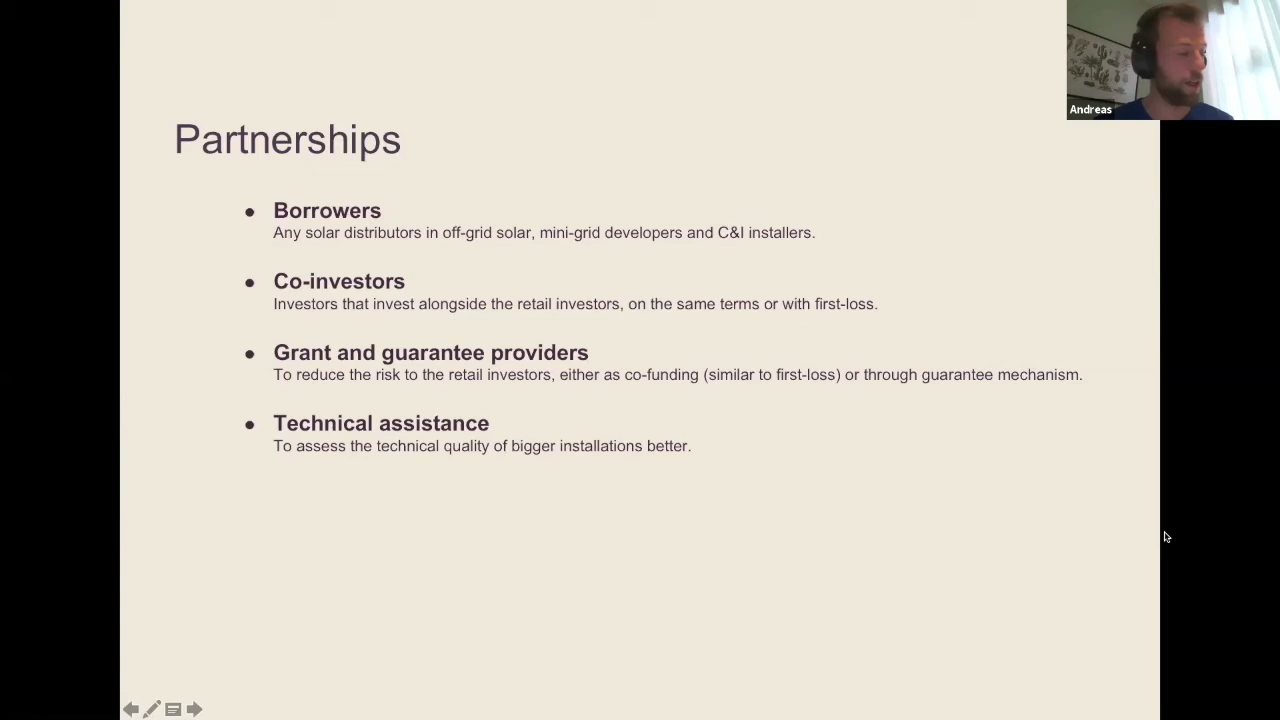 Andreas
Partnerships
● Borrowers
Any solar distributors in off-grid solar, mini-grid developers and C&I installers.
● Co-investors
Investors that invest alongside the retail investors, on the same terms or with first-loss.
● Grant and guarantee providers
To reduce the risk to the retail investors, either as co-funding (similar to first-loss) or through guarantee mechanism.
● Technical assistance
To assess the technical quality of bigger installations better.